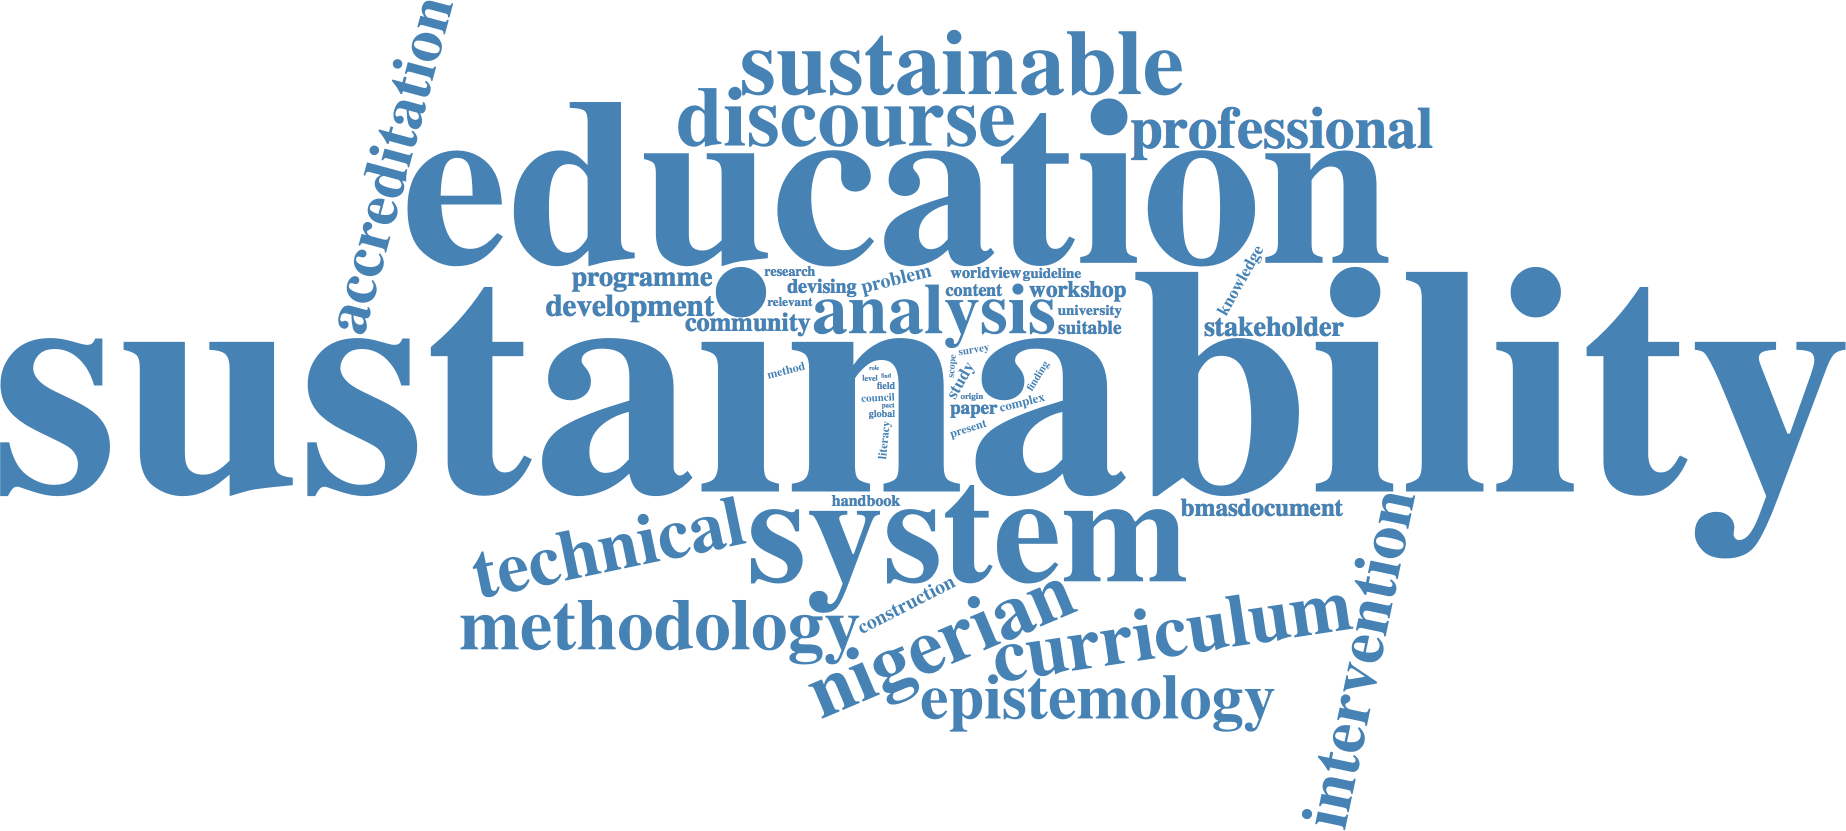 accreditation
sustainable
discourse
professional
education
programme
research
devising
problem
worldview
guideline
knowledge
development
relevant
community
analysis
content
workshop
university
suitable
stakeholder
sustainability
method
role
level
find
field
council
pact
global
literacy
survey
scope
study
finding
origin
paper
complex
present
handbook
bmasdocument
technical
system
intervention
methodology
construction
nigerian
curriculum
epistemology